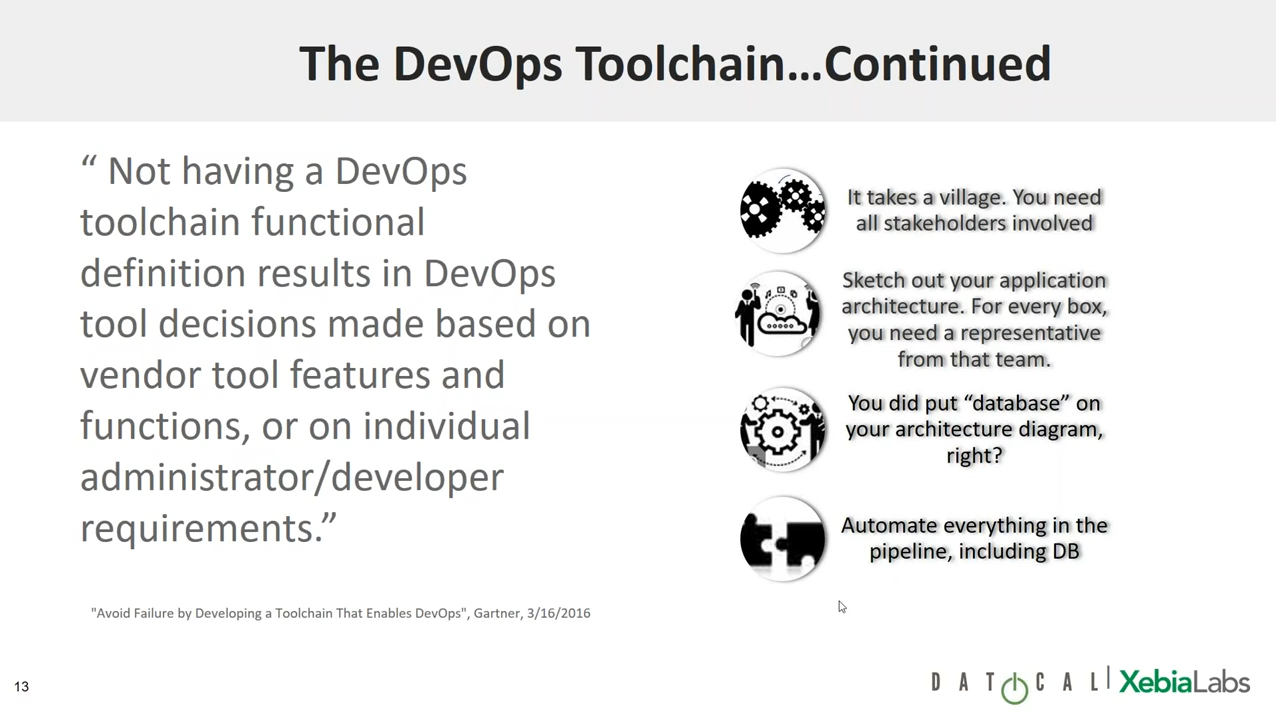 The DevOps Toolchain...Continued
“ Not having a DevOps
toolchain functional
definition results in DevOps
tool decisions made based on
vendor tool features and
functions, or on individual
administrator/developer
requirements.”
"Avoid Failure by Developing a Toolchain That Enables DevOps", Gartner, 3/16/2016
It takes a village. You need
all stakeholders involved
Sketch out your application
architecture. For every box,
you need a representative
from that team.
You did put “database” on
your architecture diagram,
right?
Automate everything in the
pipeline, including DB
13
DATICAL | XebiaLabs